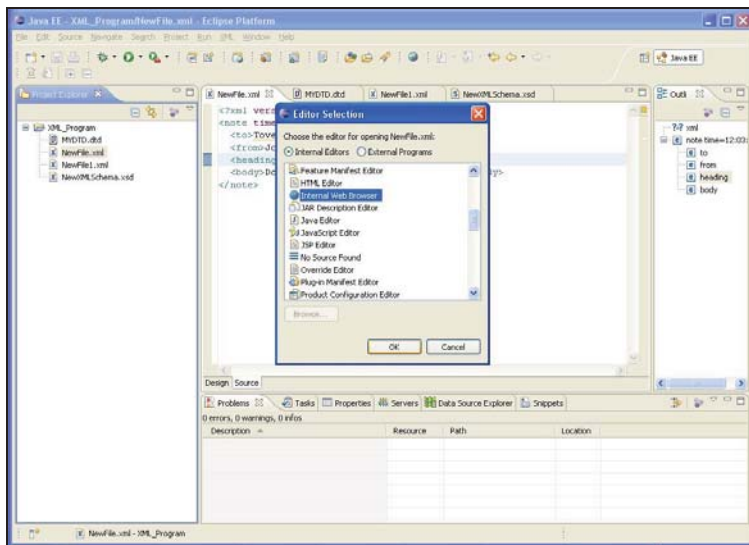 Java EE - XML_Program/NewFile.xml - Eclipse Platform
File Edit Source Navigate Search Project Run XML Window Help
Java EE
Project Explorer
XML_Program
MYDTD.dtd
NewFile.xml
NewFile1.xml
NewXMLSchema.xsd
NewFile.xml MYDTD.dtd NewFile1.xml NewXMLSchema.xsd
<?xml vers
<note time
<to>Tove
<from>Jo
<heading
<body>Do
</note>
Editor Selection
Choose the editor for opening NewFile.xml:
Internal Editors External Programs
Feature Manifest Editor
HTML Editor
Internal Web Browser
JAR Description Editor
Java Editor
JavaScript Editor
JSP Editor
No Source Found
Override Editor
Plug-in Manifest Editor
Product Configuration Editor
Browse...
OK Cancel
Design Source
Outli
?-? xml
note time=12:03:
to
from
heading
body
Problems Tasks Properties Servers Data Source Explorer Snippets
0 errors, 0 warnings, 0 infos
Description Resource Path Location
NewFile.xml - XML_Program